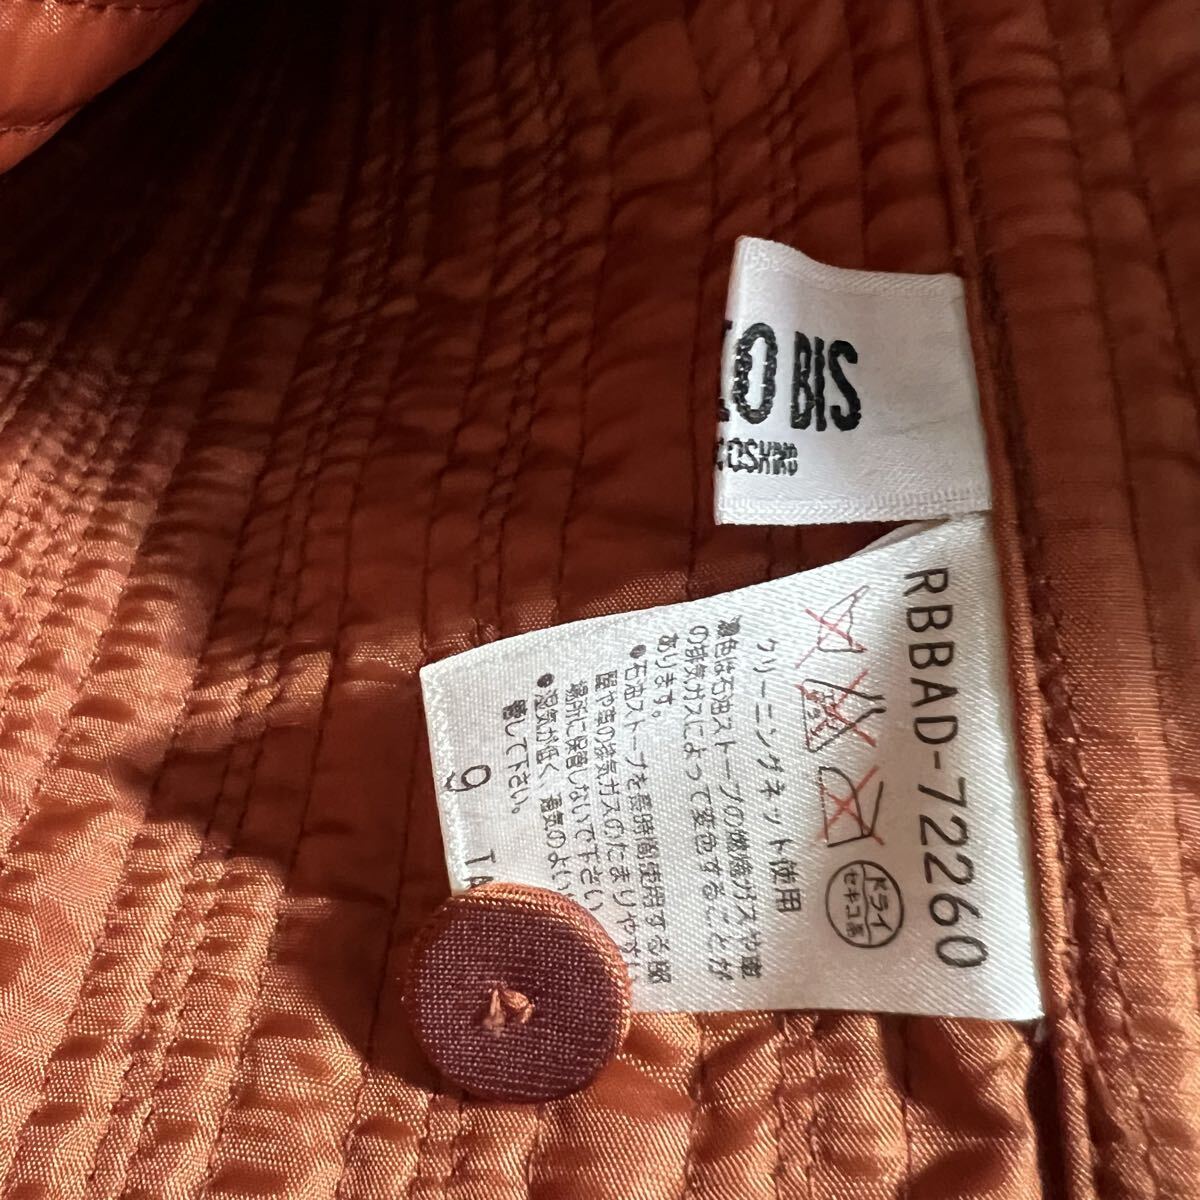 IO BIS
KOSHINO
RBBAD-72260
ドライ
セキユ系
クリーニングネット使用
濃色は石油ストーブの燃焼ガスや車
の排気ガスによって変色することが
あります。
●石油ストーブを長時間使用する部
屋や車の排気ガスのたまりやすい
場所に保管しないで下さい
●湿気が低く、通気のよい
管して下さい。
9
TA